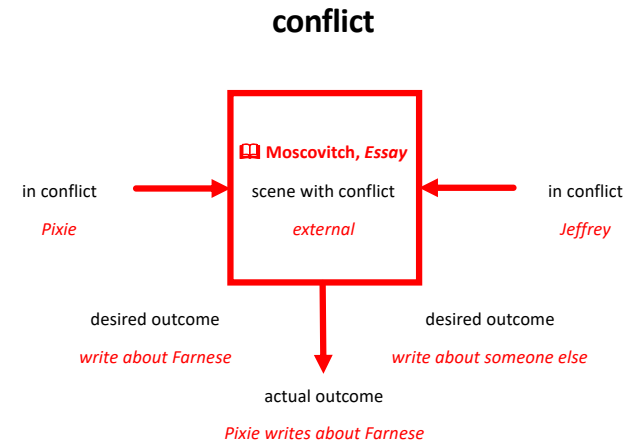 conflict
🕮 Moscovitch, Essay
in conflict scene with conflict in conflict
Pixie external Jeffrey
desired outcome desired outcome
write about Farnese write about someone else
actual outcome
Pixie writes about Farnese